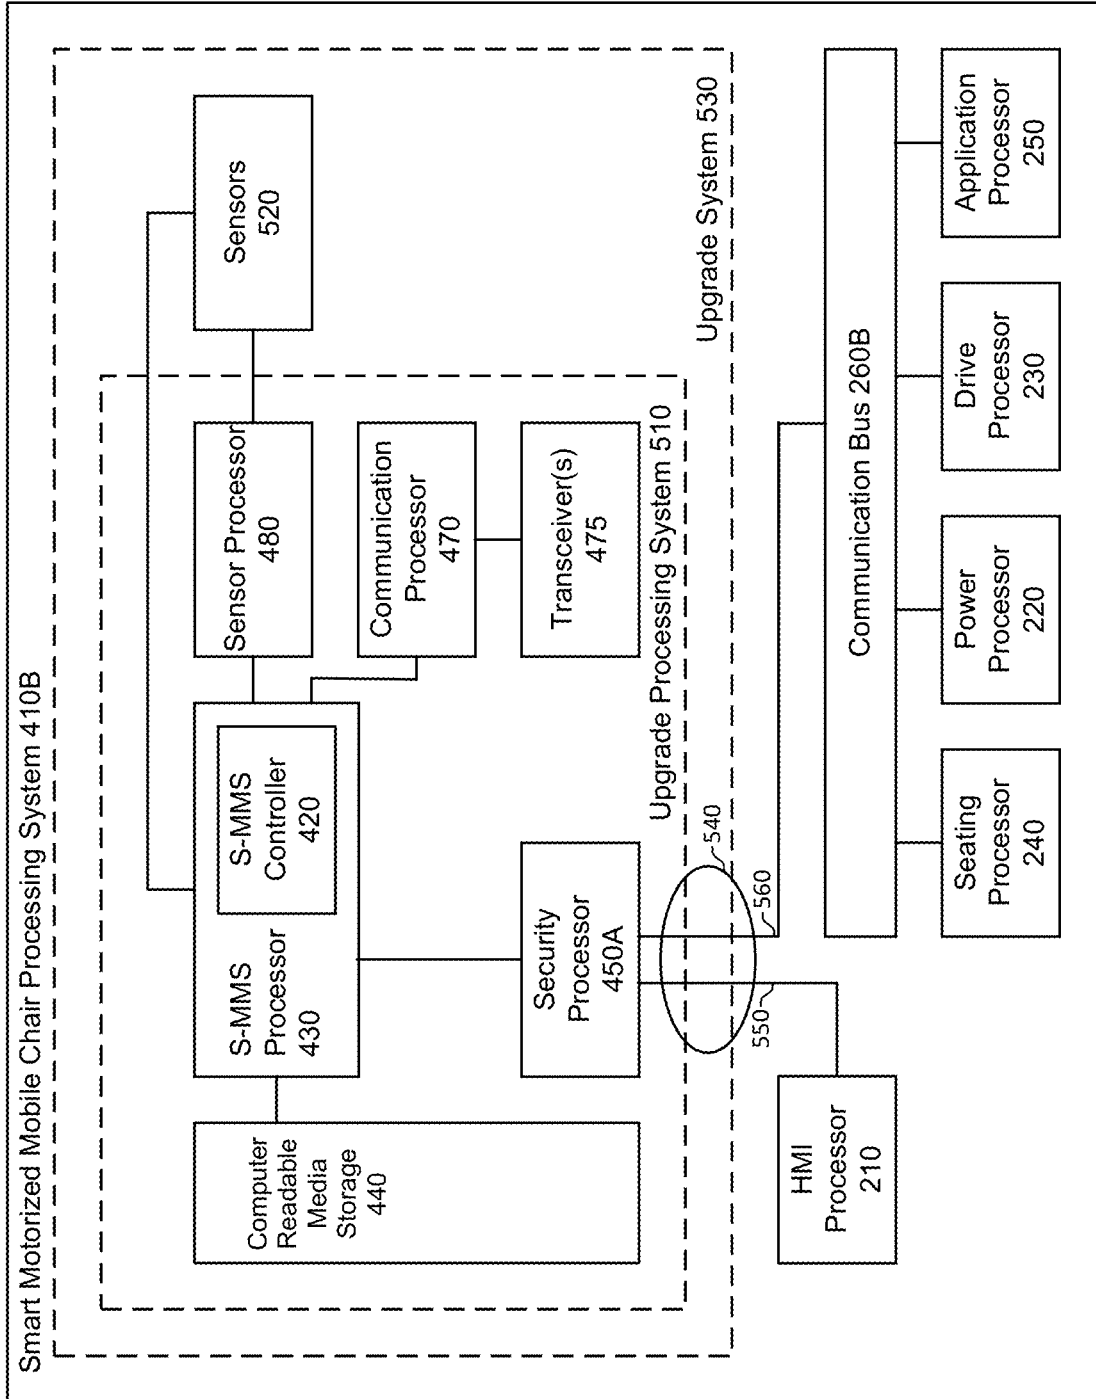 Smart Motorized Mobile Chair Processing System 410B
Computer
Readable
Media
Storage
440
S-MMS
Processor
430
S-MMS
Controller
420
Sensor Processor
480
Sensors
520
Communication
Processor
470
Transceiver(s)
475
Security
Processor
450A
Upgrade Processing System 510
Upgrade System 530
540
550
560
HMI
Processor
210
Communication Bus 260B
Seating
Processor
240
Power
Processor
220
Drive
Processor
230
Application
Processor
250